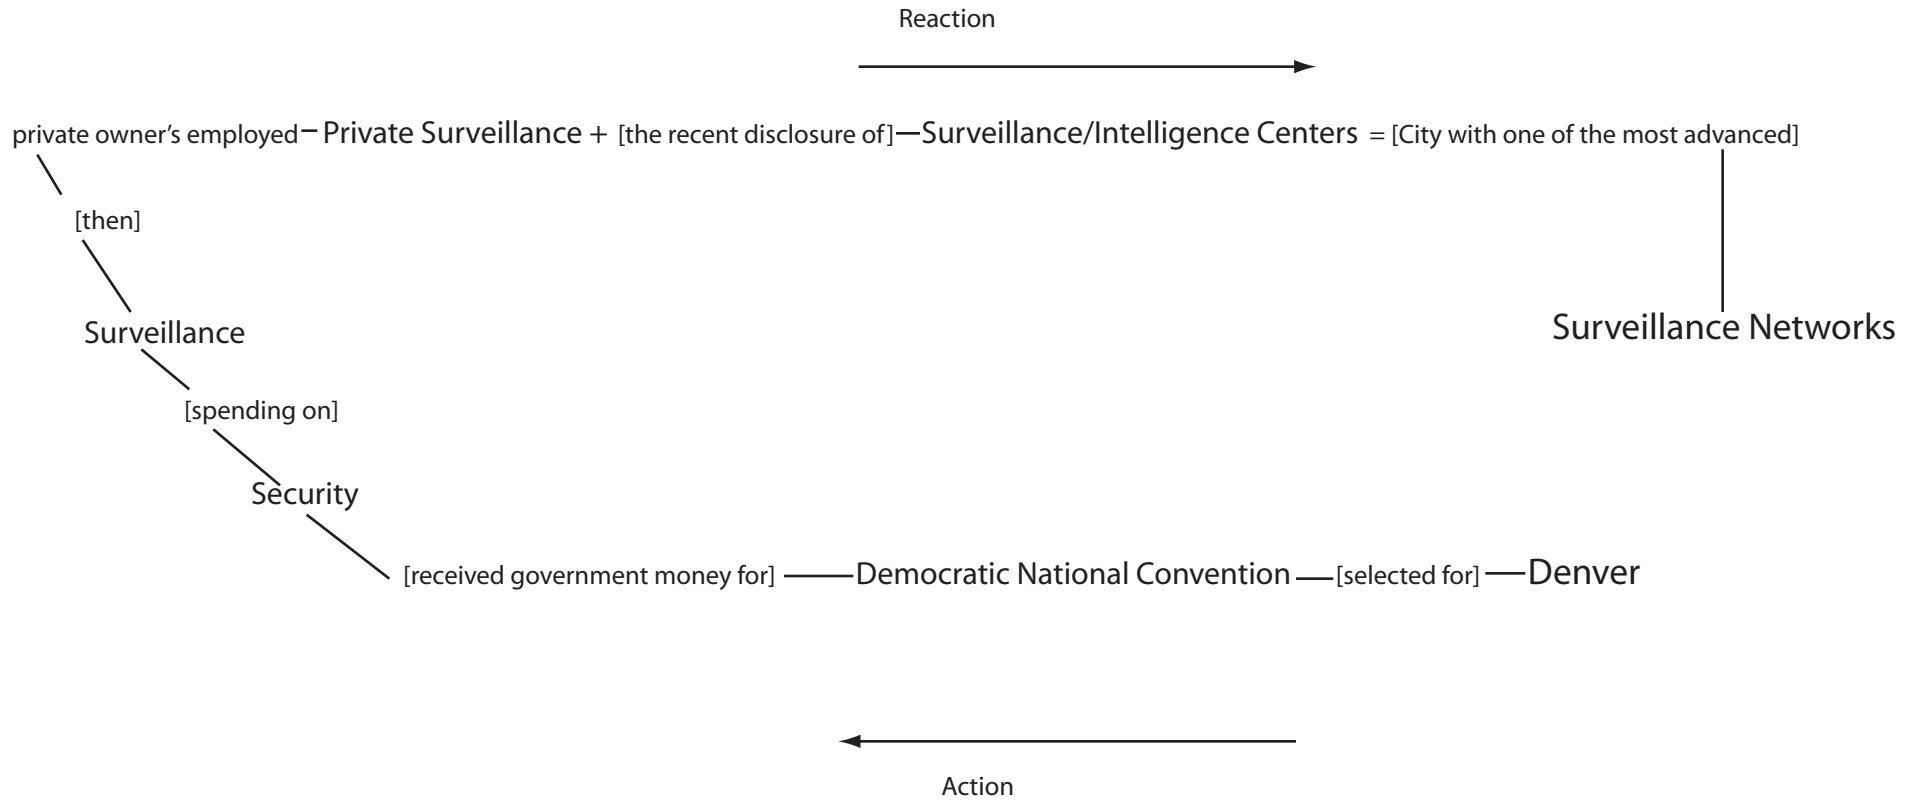 Reaction
private owner's employed – Private Surveillance + [the recent disclosure of] — Surveillance/Intelligence Centers = [City with one of the most advanced]
[then]
Surveillance Networks
Surveillance
[spending on]
Security
[received government money for] — Democratic National Convention — [selected for] — Denver
Action